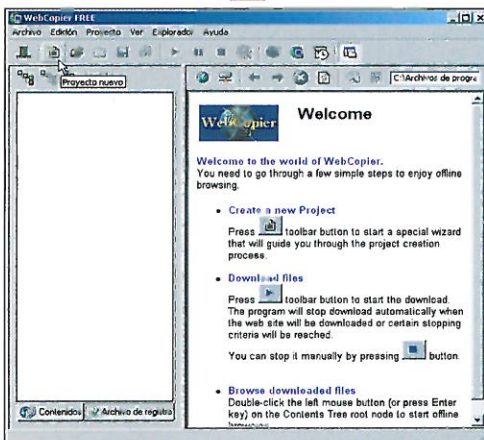 WebCopier FREE
Archivo Edición Proyecto Ver Explorador Ayuda
Proyecto nuevo
C:\Archivos de progra
WebCopier
Welcome
Welcome to the world of WebCopier.
You need to go through a few simple steps to enjoy offline
browsing.
• Create a new Project
Press toolbar button to start a special wizard
that will guide you through the project creation
process.
• Download files
Press toolbar button to start the download.
The program will stop download automatically when
the web site will be downloaded or certain stopping
criteria will be reached.
You can stop it manually by pressing button.
• Browse downloaded files
Double-click the left mouse button (or press Enter
key) on the Contents Tree root node to start offline
Contenidos Archivo de registro